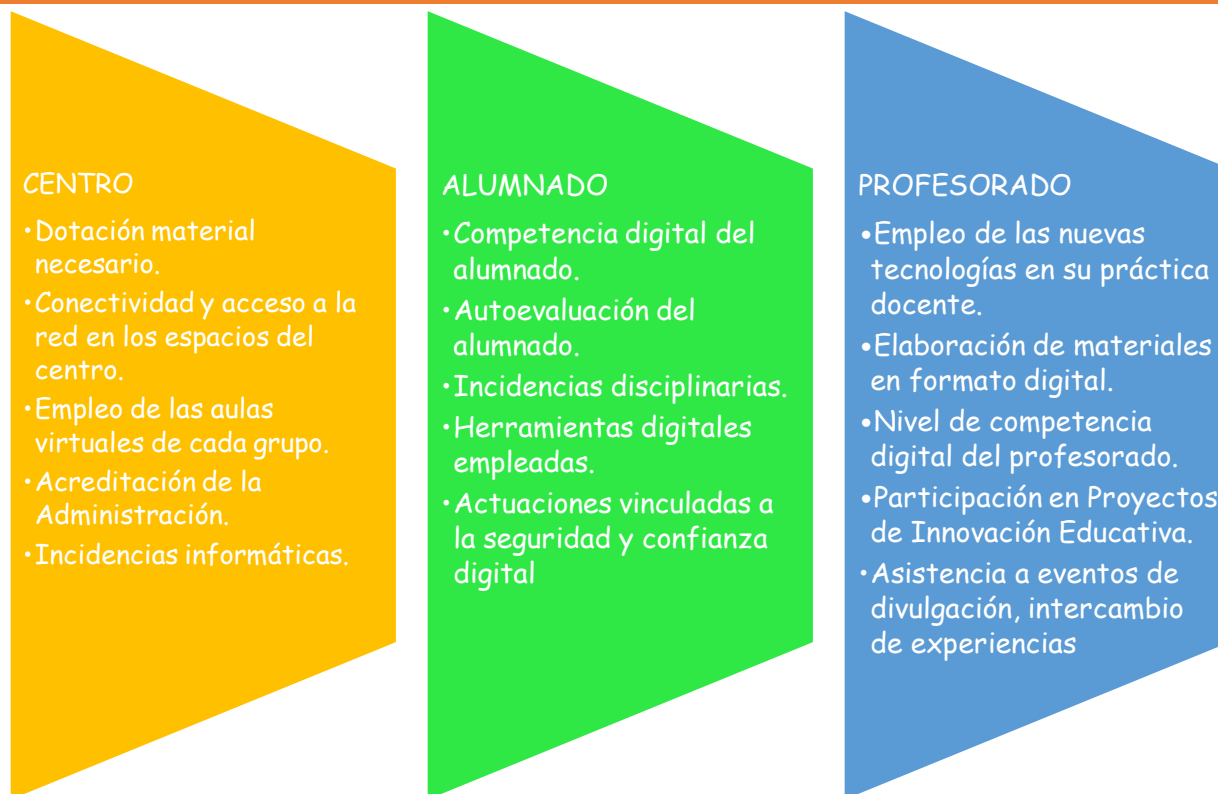 CENTRO
•Dotación material
necesario.
•Conectividad y acceso a la
red en los espacios del
centro.
•Empleo de las aulas
virtuales de cada grupo.
•Acreditación de la
Administración.
•Incidencias informáticas.
ALUMNADO
•Competencia digital del
alumnado.
•Autoevaluación del
alumnado.
•Incidencias disciplinarias.
•Herramientas digitales
empleadas.
•Actuaciones vinculadas a
la seguridad y confianza
digital
PROFESORADO
•Empleo de las nuevas
tecnologías en su práctica
docente.
•Elaboración de materiales
en formato digital.
•Nivel de competencia
digital del profesorado.
•Participación en Proyectos
de Innovación Educativa.
•Asistencia a eventos de
divulgación, intercambio
de experiencias